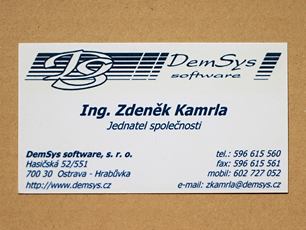 DS DemSys
software
Ing. Zdeněk Kamrla
Jednatel společnosti
DemSys software, s. r. o.
Hasičská 52/551
700 30 Ostrava - Hrabůvka
http://www.demsys.cz
tel.: 596 615 560
fax: 596 615 561
mobil: 602 727 052
e-mail: zkamrla@demsys.cz